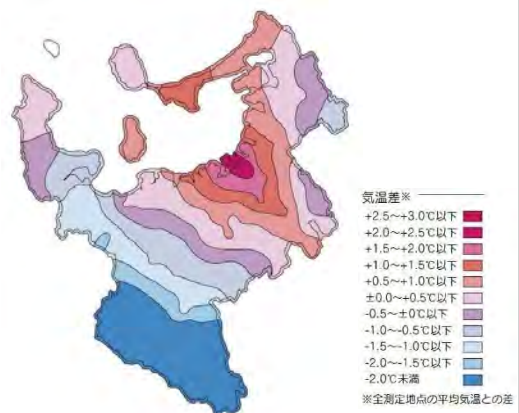 気温差※
+2.5～+3.0℃以下
+2.0～+2.5℃以下
+1.5～+2.0℃以下
+1.0～+1.5℃以下
+0.5～+1.0℃以下
±0.0～+0.5℃以下
-0.5～±0℃以下
-1.0～-0.5℃以下
-1.5～-1.0℃以下
-2.0～-1.5℃以下
-2.0℃未満
※全測定地点の平均気温との差